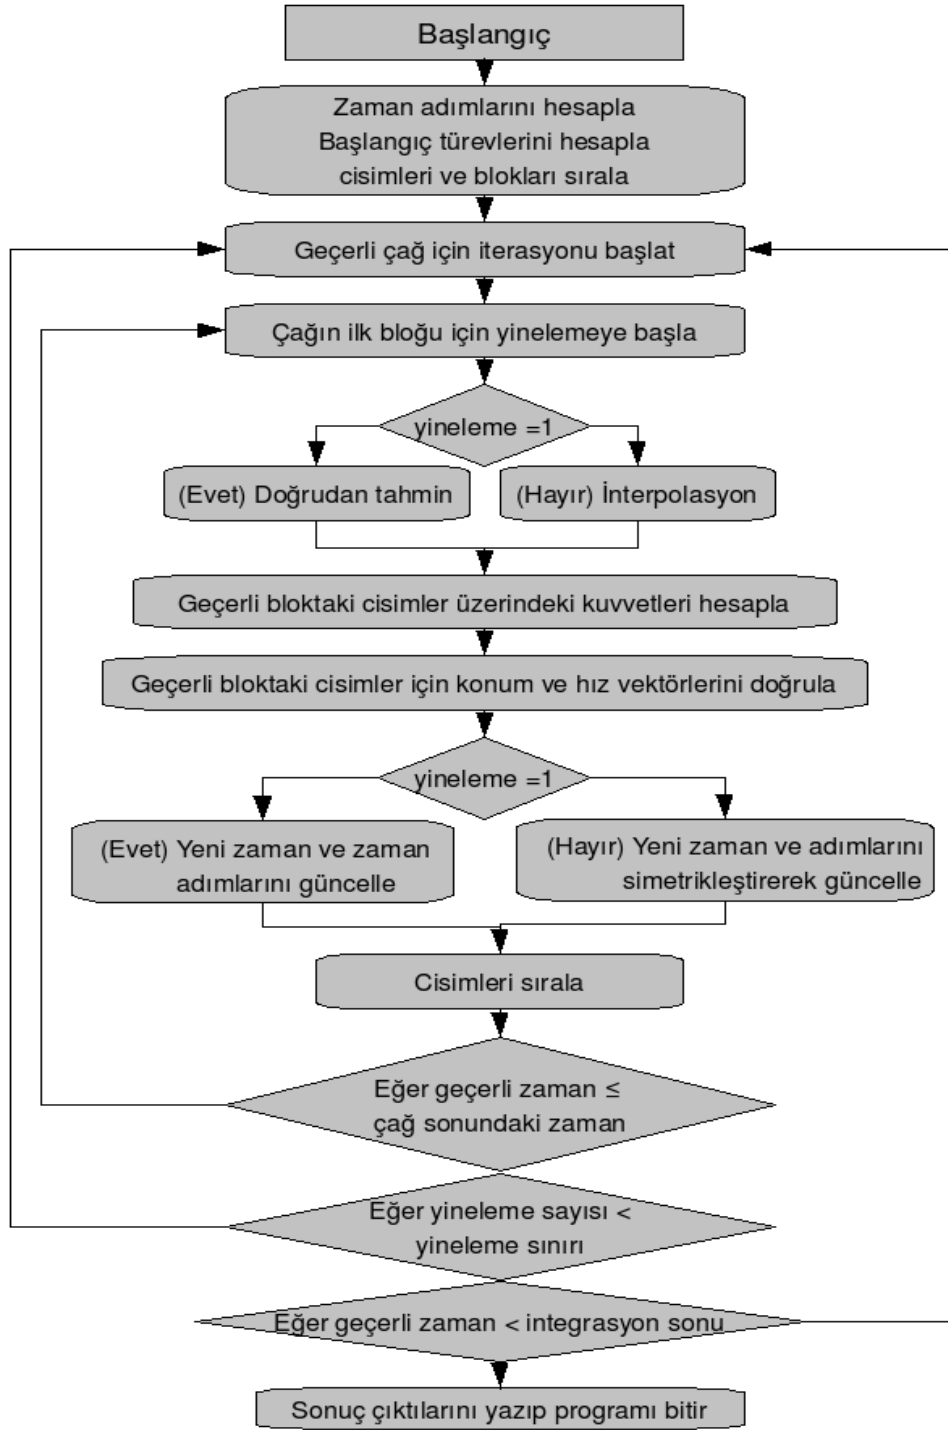 Başlangıç
Zaman adımlarını hesapla
Başlangıç türevlerini hesapla
cisimleri ve blokları sırala
Geçerli çağ için iterasyonu başlat
Çağın ilk bloğu için yinelemeye başla
yineleme =1
(Evet) Doğrudan tahmin
(Hayır) İnterpolasyon
Geçerli bloktaki cisimler üzerindeki kuvvetleri hesapla
Geçerli bloktaki cisimler için konum ve hız vektörlerini doğrula
yineleme =1
(Evet) Yeni zaman ve zaman
adımlarını güncelle
(Hayır) Yeni zaman ve adımlarını
simetrikleştirerek güncelle
Cisimleri sırala
Eğer geçerli zaman ≤
çağ sonundaki zaman
Eğer yineleme sayısı <
yineleme sınırı
Eğer geçerli zaman < integrasyon sonu
Sonuç çıktılarını yazıp programı bitir